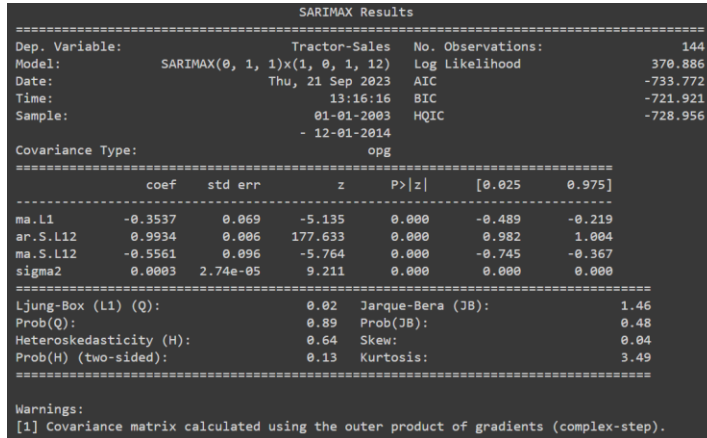 SARIMAX Results
==============================================================================================
Dep. Variable: Tractor-Sales No. Observations: 144
Model: SARIMAX(0, 1, 1)x(1, 0, 1, 12) Log Likelihood 370.886
Date: Thu, 21 Sep 2023 AIC -733.772
Time: 13:16:16 BIC -721.921
Sample: 01-01-2003 HQIC -728.956
- 12-01-2014
Covariance Type: opg
==============================================================================
coef std err z P>|z| [0.025 0.975]
------------------------------------------------------------------------------
ma.L1 -0.3537 0.069 -5.135 0.000 -0.489 -0.219
ar.S.L12 0.9934 0.006 177.633 0.000 0.982 1.004
ma.S.L12 -0.5561 0.096 -5.764 0.000 -0.745 -0.367
sigma2 0.0003 2.74e-05 9.211 0.000 0.000 0.000
===================================================================================
Ljung-Box (L1) (Q): 0.02 Jarque-Bera (JB): 1.46
Prob(Q): 0.89 Prob(JB): 0.48
Heteroskedasticity (H): 0.64 Skew: 0.04
Prob(H) (two-sided): 0.13 Kurtosis: 3.49
===================================================================================
Warnings:
[1] Covariance matrix calculated using the outer product of gradients (complex-step).